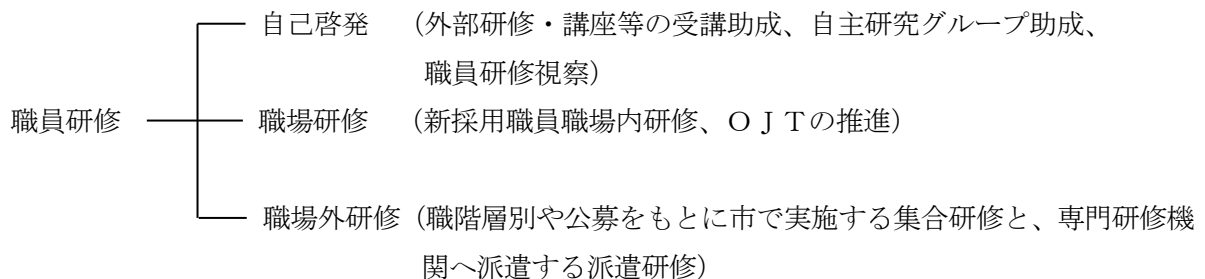 自己啓発　（外部研修・講座等の受講助成、自主研究グループ助成、
職員研修視察）
職員研修　職場研修　（新採用職員職場内研修、ＯＪＴの推進）
職場外研修（職階層別や公募をもとに市で実施する集合研修と、専門研修機
関へ派遣する派遣研修）